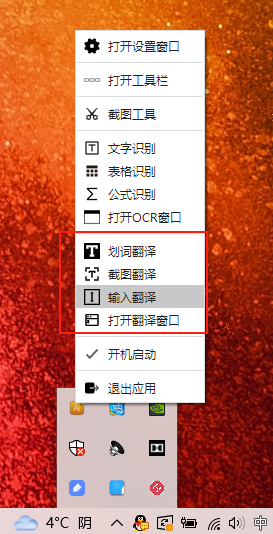 打开设置窗口
打开工具栏
截图工具
文字识别
表格识别
公式识别
打开OCR窗口
划词翻译
截图翻译
输入翻译
打开翻译窗口
开机启动
退出应用
Ai
4°C 阴 中